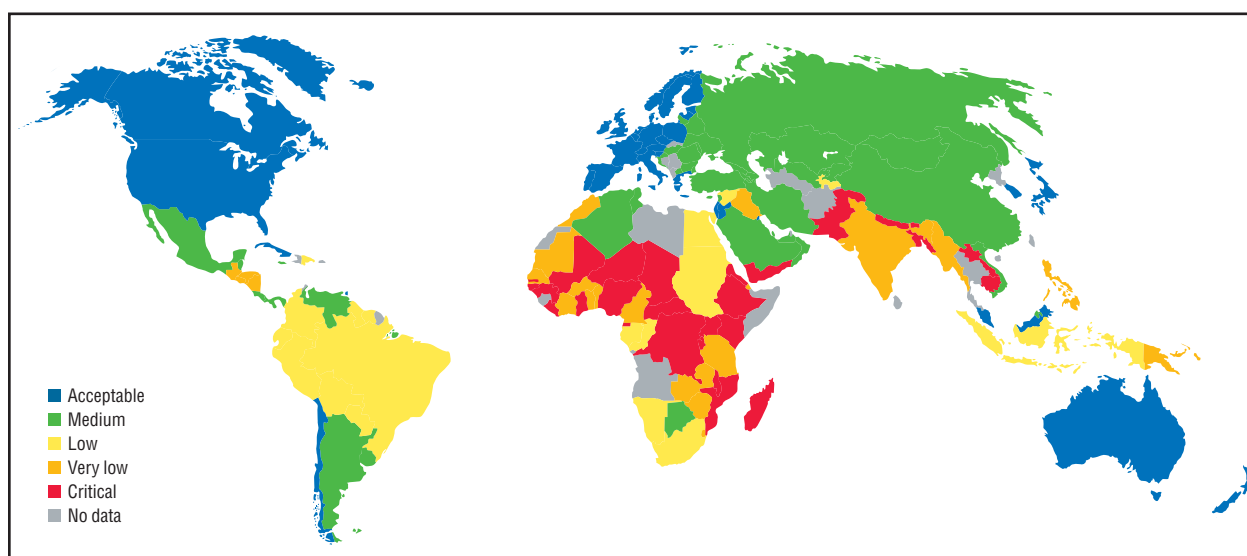 Acceptable
Medium
Low
Very low
Critical
No data